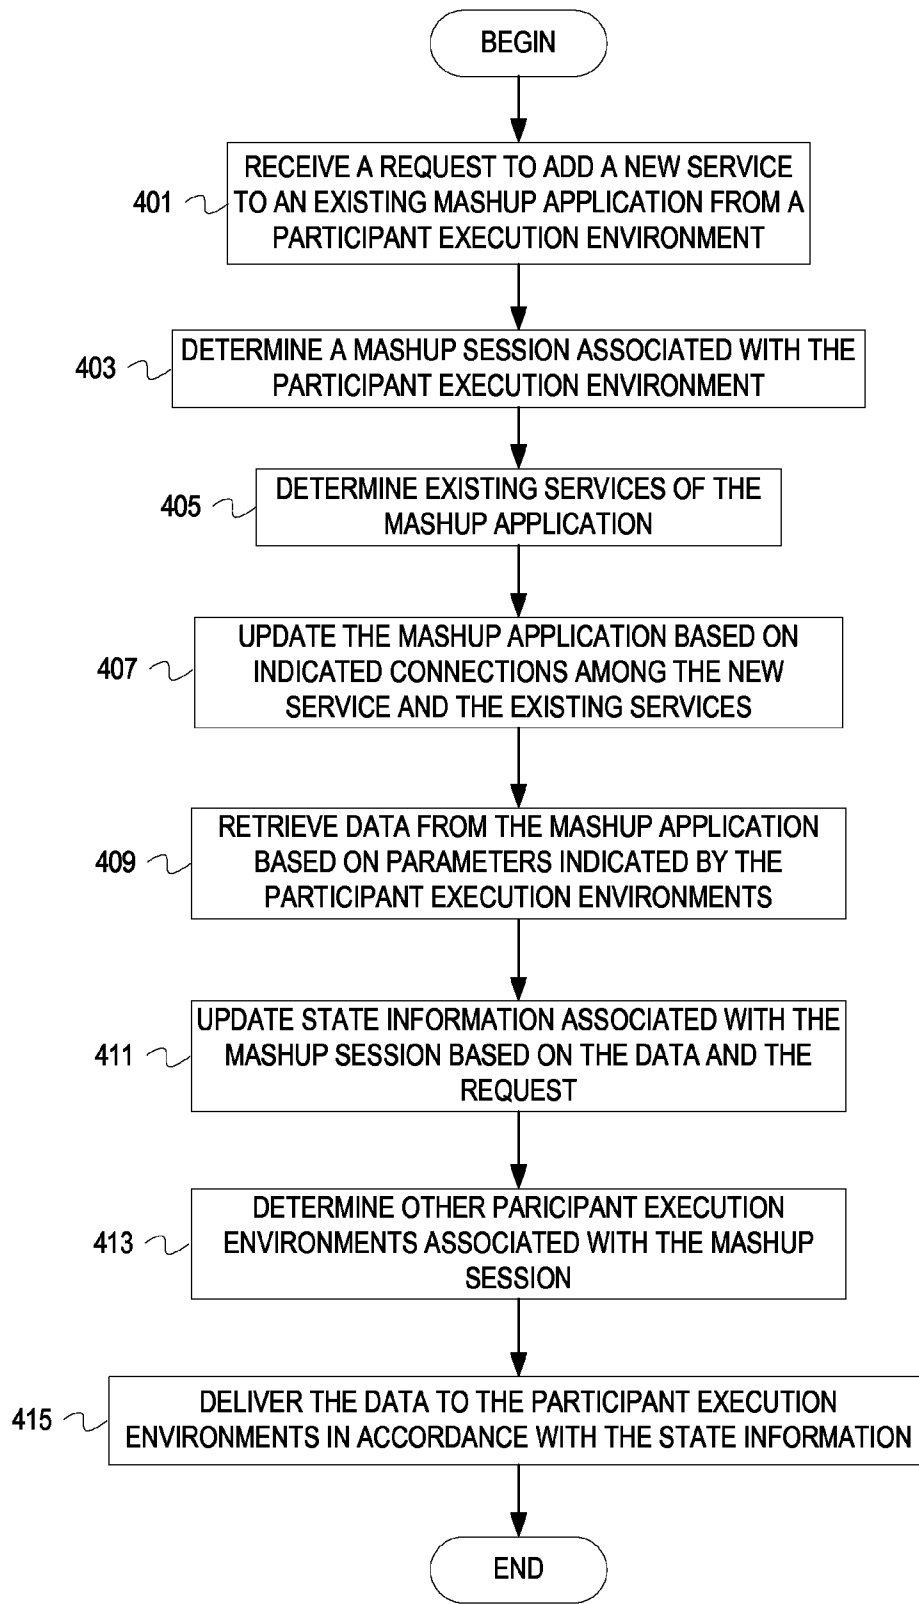 BEGIN
401
RECEIVE A REQUEST TO ADD A NEW SERVICE
TO AN EXISTING MASHUP APPLICATION FROM A
PARTICIPANT EXECUTION ENVIRONMENT
403
DETERMINE A MASHUP SESSION ASSOCIATED WITH THE
PARTICIPANT EXECUTION ENVIRONMENT
405
DETERMINE EXISTING SERVICES OF THE
MASHUP APPLICATION
407
UPDATE THE MASHUP APPLICATION BASED ON
INDICATED CONNECTIONS AMONG THE NEW
SERVICE AND THE EXISTING SERVICES
409
RETRIEVE DATA FROM THE MASHUP APPLICATION
BASED ON PARAMETERS INDICATED BY THE
PARTICIPANT EXECUTION ENVIRONMENTS
411
UPDATE STATE INFORMATION ASSOCIATED WITH THE
MASHUP SESSION BASED ON THE DATA AND THE
REQUEST
413
DETERMINE OTHER PARICIPANT EXECUTION
ENVIRONMENTS ASSOCIATED WITH THE MASHUP
SESSION
415
DELIVER THE DATA TO THE PARTICIPANT EXECUTION
ENVIRONMENTS IN ACCORDANCE WITH THE STATE INFORMATION
END